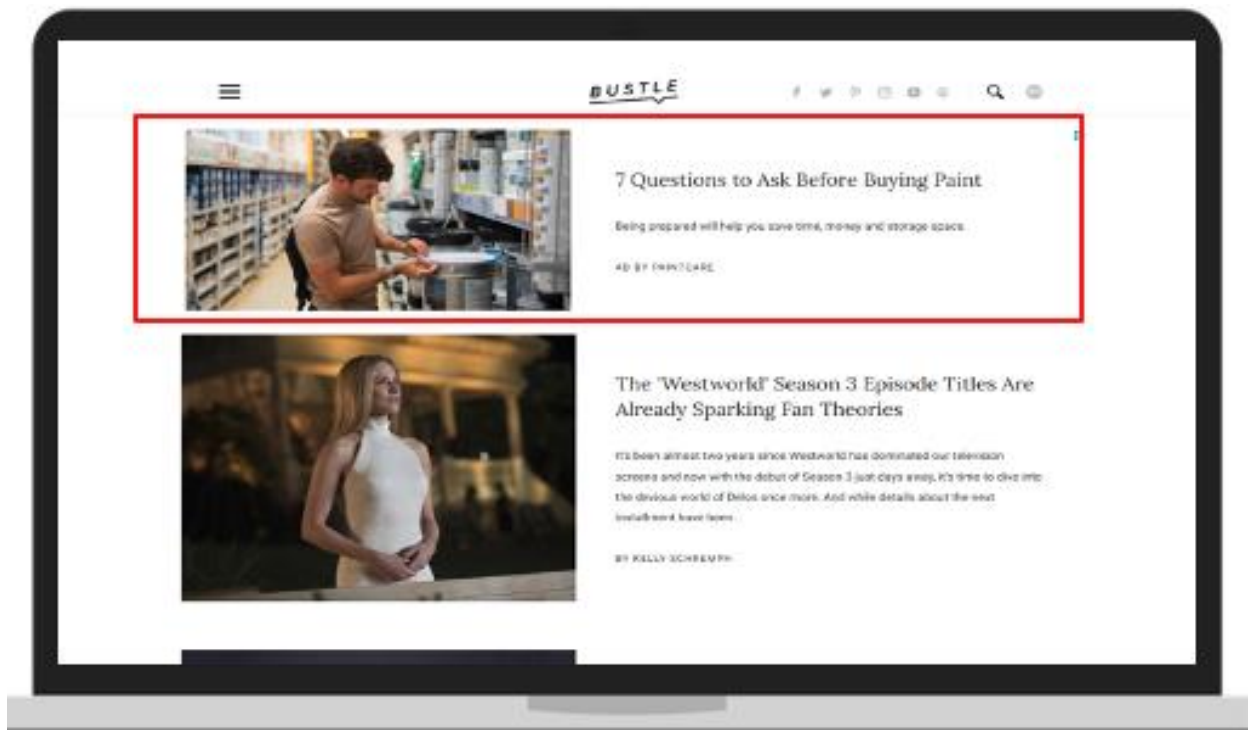 BUSTLE
7 Questions to Ask Before Buying Paint
Being prepared will help you save time, money and storage space.
AD BY PAINTCARE
The 'Westworld' Season 3 Episode Titles Are
Already Sparking Fan Theories
It's been almost two years since Westworld has dominated our television
screens and now with the debut of Season 3 just days away, it's time to dive into
the devious world of Delos once more. And while details about the next
installment have been
BY KELLY SCHREMPH